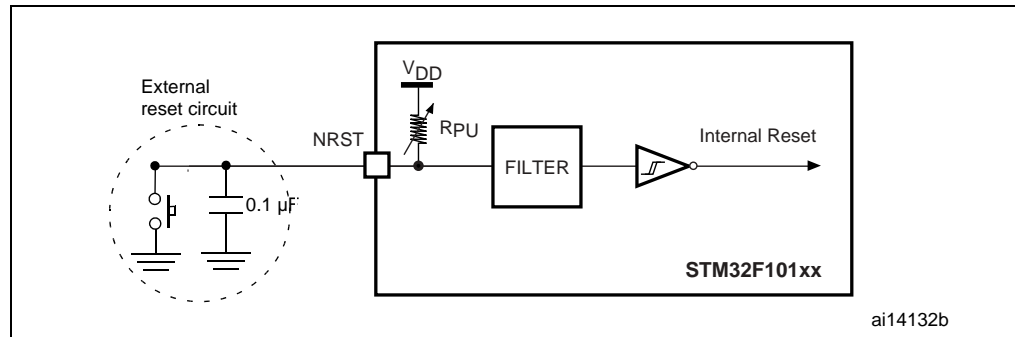 External
reset circuit
0.1 μF
NRST
VDD
RPU
FILTER
Internal Reset
STM32F101xx
ai14132b